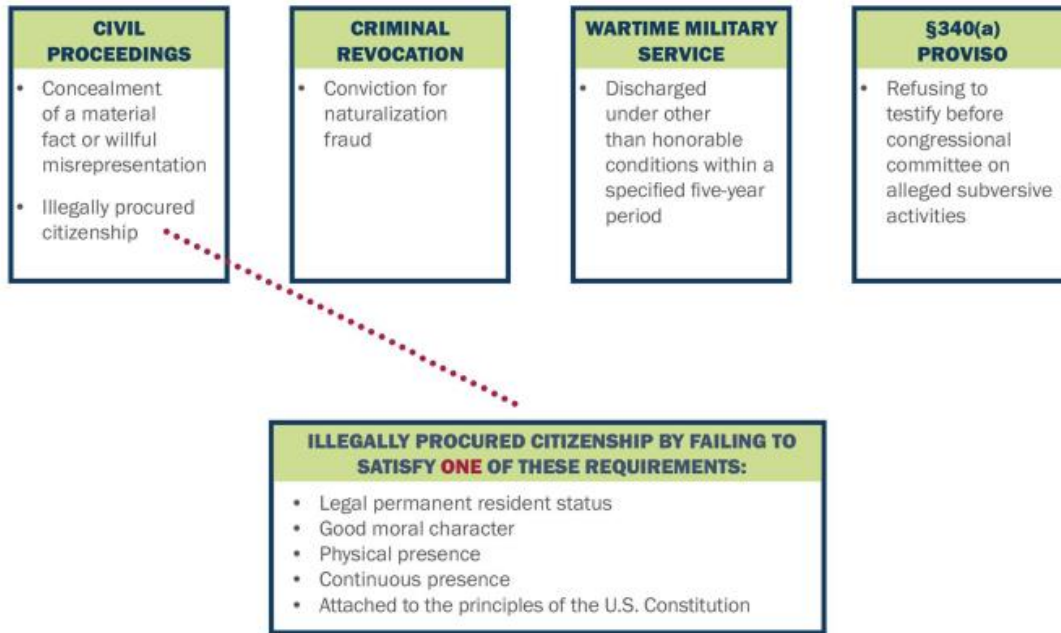 CIVIL
PROCEEDINGS
• Concealment
of a material
fact or willful
misrepresentation
• Illegally procured
citizenship
CRIMINAL
REVOCATION
• Conviction for
naturalization
fraud
WARTIME MILITARY
SERVICE
• Discharged
under other
than honorable
conditions within a
specified five-year
period
§340(a)
PROVISO
• Refusing to
testify before
congressional
committee on
alleged subversive
activities
ILLEGALLY PROCURED CITIZENSHIP BY FAILING TO
SATISFY ONE OF THESE REQUIREMENTS:
• Legal permanent resident status
• Good moral character
• Physical presence
• Continuous presence
• Attached to the principles of the U.S. Constitution